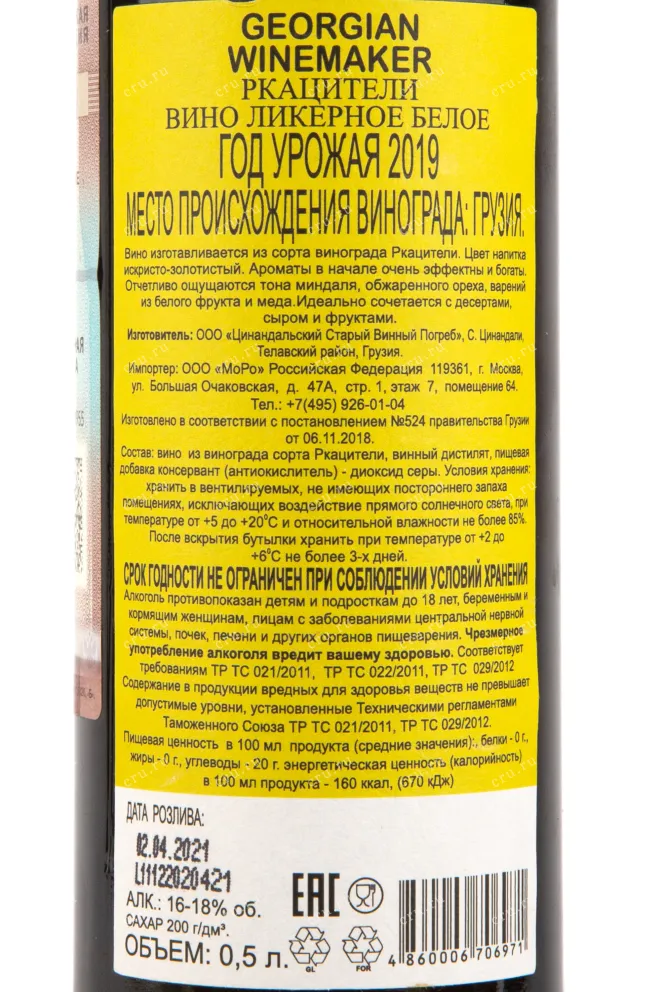 GEORGIAN
WINEMAKER
РКАЦИТЕЛИ
ВИНО ЛИКЕРНОЕ БЕЛОЕ
ГОД УРОЖАЯ 2019
МЕСТО ПРОИСХОЖДЕНИЯ ВИНОГРАДА: ГРУЗИЯ.
Вино изготавливается из сорта винограда Ркацители. Цвет напитка
искристо-золотистый. Ароматы в начале очень эффектны и богаты.
Отчетливо ощущаются тона миндаля, обжаренного ореха, варений
из белого фрукта и меда.Идеально сочетается с десертами,
сыром и фруктами.
Изготовитель: ООО «Цинандальский Старый Винный Погреб», С. Цинандали,
Телавский район, Грузия.
Импортер: ООО «МоРо» Российская Федерация 119361, г. Москва,
ул. Большая Очаковская, д. 47А, стр. 1, этаж 7, помещение 64.
Тел.: +7(495) 926-01-04
Изготовлено в соответствии с постановлением №524 правительства Грузии
от 06.11.2018.
Состав: вино из винограда сорта Ркацители, винный дистилят, пищевая
добавка консервант (антиокислитель) - диоксид серы. Условия хранения:
хранить в вентилируемых, не имеющих постороннего запаха
помещениях, исключающих воздействие прямого солнечного света, при
температуре от +5 до +20°С и относительной влажности не более 85%.
После вскрытия бутылки хранить при температуре от +2 до
+6°С не более 3-х дней.
СРОК ГОДНОСТИ НЕ ОГРАНИЧЕН ПРИ СОБЛЮДЕНИИ УСЛОВИЙ ХРАНЕНИЯ
Алкоголь противопоказан детям и подросткам до 18 лет, беременным и
кормящим женщинам, лицам с заболеваниями центральной нервной
системы, почек, печени и других органов пищеварения. Чрезмерное
употребление алкоголя вредит вашему здоровью. Соответствует
требованиям ТР ТС 021/2011, ТР ТС 022/2011, ТР ТС 029/2012
Содержание в продукции вредных для здоровья веществ не превышает
допустимые уровни, установленные Техническими регламентами
Таможенного Союза ТР ТС 021/2011, ТР ТС 029/2012.
Пищевая ценность в 100 мл продукта (средние значения): белки - 0 г.,
жиры - 0 г., углеводы - 20 г. энергетическая ценность (калорийность)
в 100 мл продукта - 160 ккал, (670 кДж)
ДАТА РОЗЛИВА:
02.04.2021
L11122020421
АЛК.: 16-18% об.
САХАР 200 г/дм³.
ОБЪЕМ: 0,5 л.
EAC
GL
FOR
4 860006 706971
cru.ru